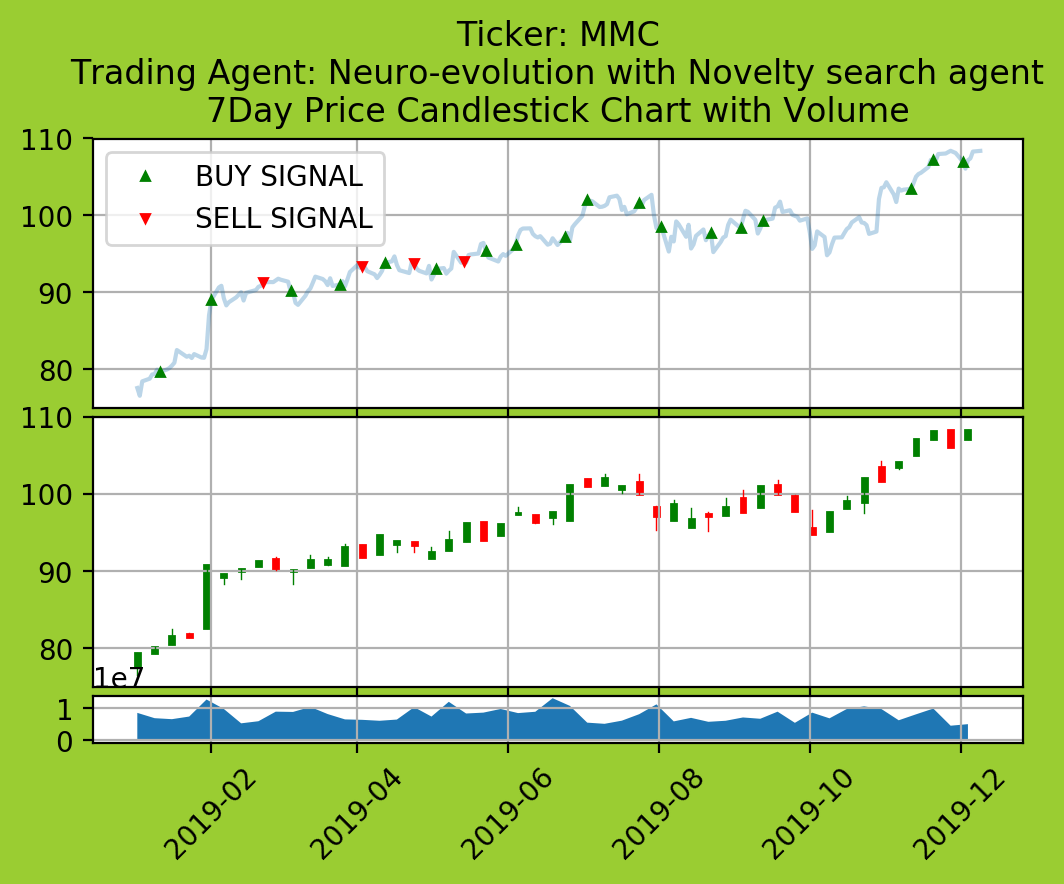 Ticker: MMC
Trading Agent: Neuro-evolution with Novelty search agent
7Day Price Candlestick Chart with Volume
110
BUY SIGNAL
SELL SIGNAL
100
90
80
110
100
90
80
1e7
1
0
2019-02
2019-04
2019-06
2019-08
2019-10
2019-12